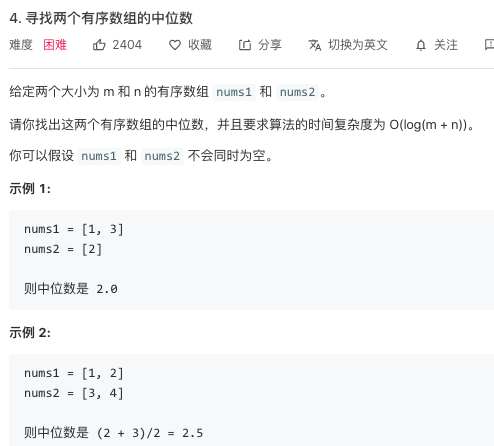 4. 寻找两个有序数组的中位数
难度 困难 2404 收藏 分享 切换为英文 关注
给定两个大小为 m 和 n 的有序数组 nums1 和 nums2 。
请你找出这两个有序数组的中位数，并且要求算法的时间复杂度为 O(log(m + n))。
你可以假设 nums1 和 nums2 不会同时为空。
示例 1:
nums1 = [1, 3]
nums2 = [2]
则中位数是 2.0
示例 2:
nums1 = [1, 2]
nums2 = [3, 4]
则中位数是 (2 + 3)/2 = 2.5